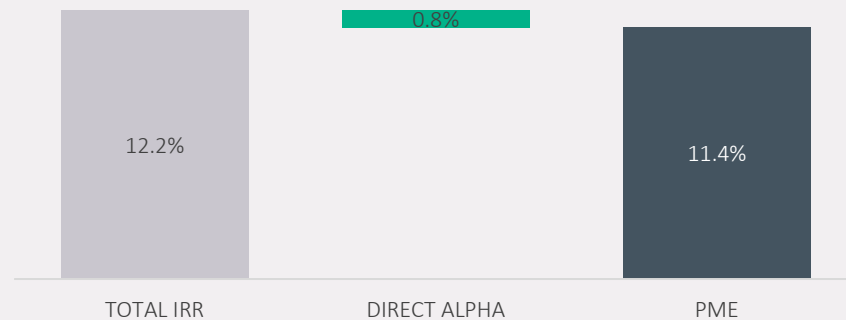 0.8%
12.2%
11.4%
TOTAL IRR
DIRECT ALPHA
PME